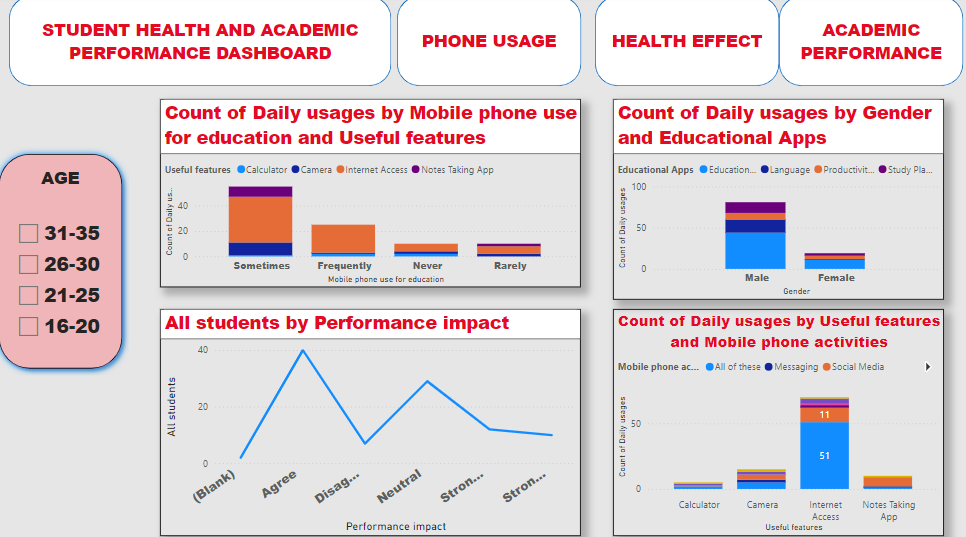 STUDENT HEALTH AND ACADEMIC
PERFORMANCE DASHBOARD
PHONE USAGE
HEALTH EFFECT
ACADEMIC
PERFORMANCE
AGE
31-35
26-30
21-25
16-20
Count of Daily usages by Mobile phone use
for education and Useful features
Useful features Calculator Camera Internet Access Notes Taking App
Count of Daily us...
40
20
0
Sometimes Frequently Never Rarely
Mobile phone use for education
Count of Daily usages by Gender
and Educational Apps
Educational Apps Education... Language Productivit... Study Pla...
Count of Daily usages
100
50
0
Male Female
Gender
All students by Performance impact
All students
40
20
0
(Blank) Agree Disag... Neutral Stron... Stron...
Performance impact
Count of Daily usages by Useful features
and Mobile phone activities
Mobile phone ac... All of these Messaging Social Media
Count of Daily usages
50
0
11
51
Calculator Camera Internet Access Notes Taking App
Useful features